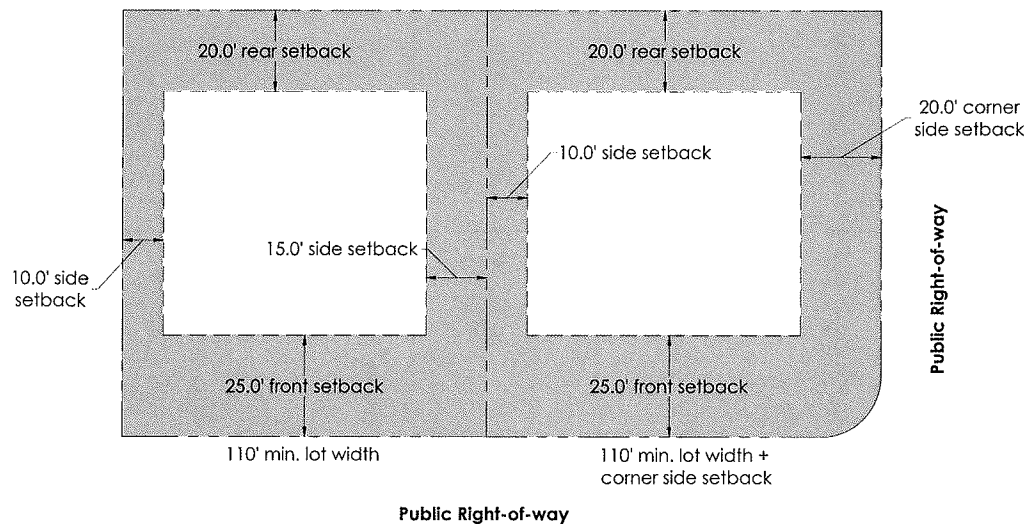 20.0' rear setback
20.0' rear setback
20.0' corner
side setback
10.0' side setback
15.0' side setback
10.0' side
setback
Public Right-of-way
25.0' front setback
25.0' front setback
110' min. lot width
110' min. lot width +
corner side setback
Public Right-of-way